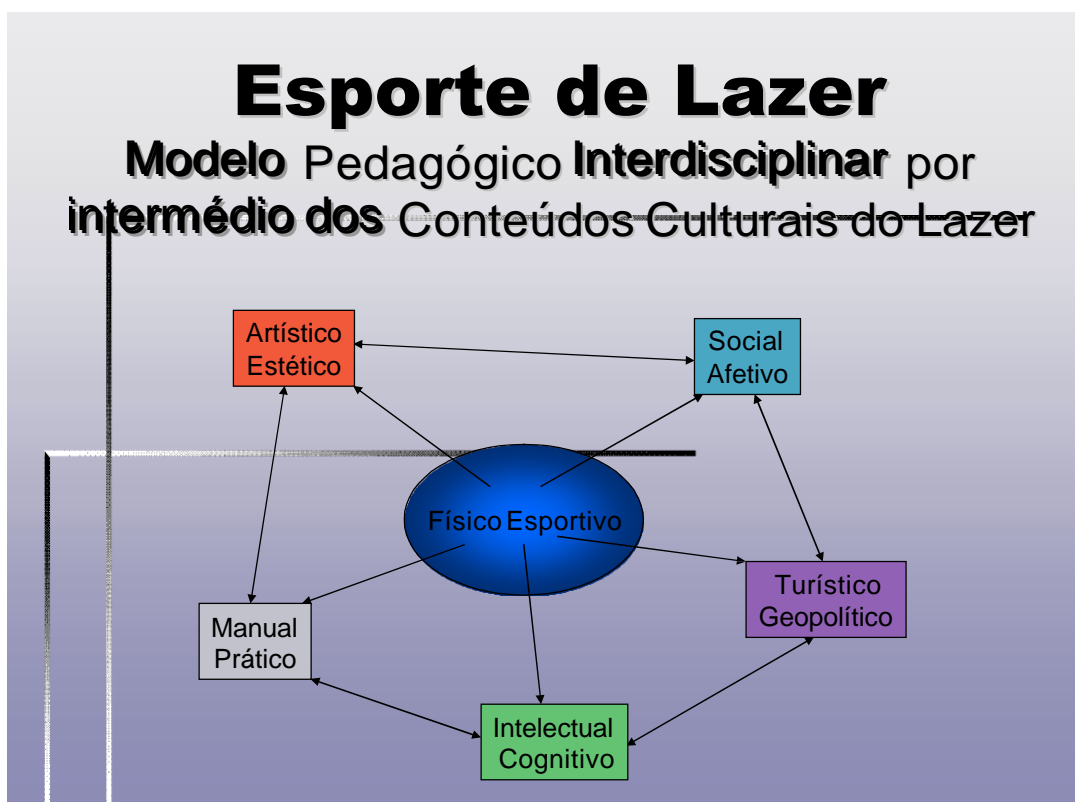 Esporte de Lazer
Modelo Pedagógico Interdisciplinar por
intermédio dos Conteúdos Culturais do Lazer
Artístico
Estético
Social
Afetivo
Físico Esportivo
Turístico
Geopolítico
Manual
Prático
Intelectual
Cognitivo